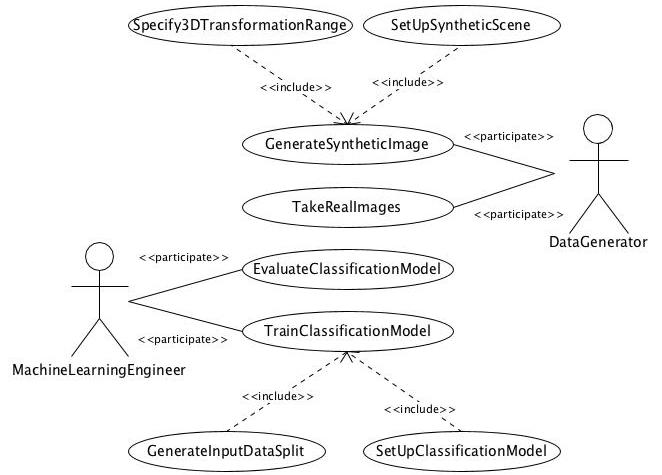 Specify3DTransformationRange
SetUpSyntheticScene
<<include>>
<<include>>
GenerateSyntheticImage
<<participate>>
TakeRealImages
<<participate>>
DataGenerator
<<participate>>
EvaluateClassificationModel
TrainClassificationModel
<<participate>>
MachineLearningEngineer
<<include>>
<<include>>
GenerateInputDataSplit
SetUpClassificationModel